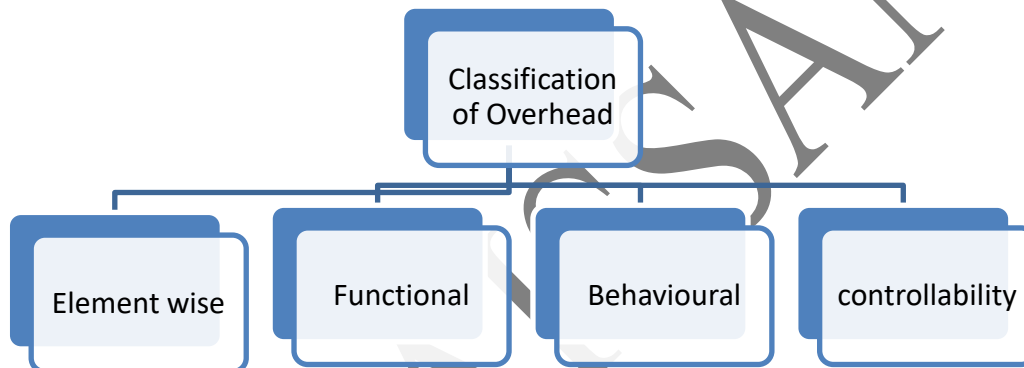 Classification
of Overhead
Element wise
Functional
Behavioural
controllability